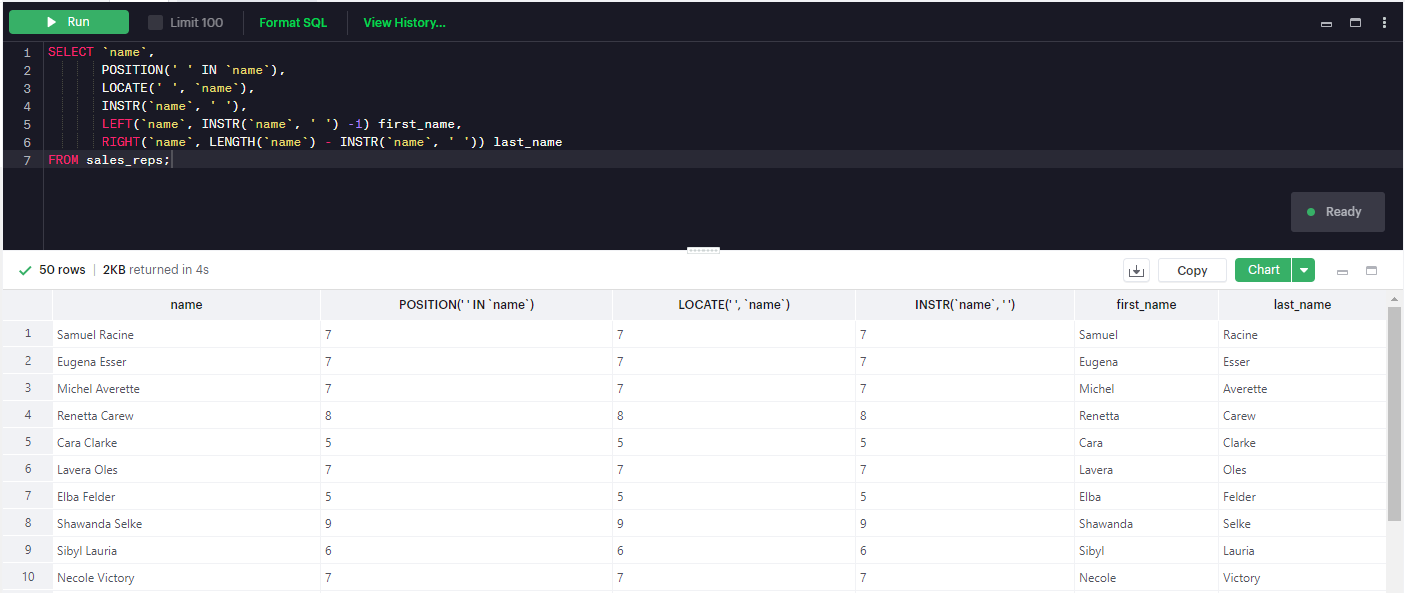 Run Limit 100 Format SQL View History...
1 SELECT `name`,
2 POSITION(' ' IN `name`),
3 LOCATE(' ', `name`),
4 INSTR(`name`, ' '),
5 LEFT(`name`, INSTR(`name`, ' ') -1) first_name,
6 RIGHT(`name`, LENGTH(`name`) - INSTR(`name`, ' ')) last_name
7 FROM sales_reps;
Ready
50 rows | 2KB returned in 4s Copy Chart
name POSITION(' ' IN `name`) LOCATE(' ', `name`) INSTR(`name`, ' ') first_name last_name
1 Samuel Racine 7 7 7 Samuel Racine
2 Eugena Esser 7 7 7 Eugena Esser
3 Michel Averette 7 7 7 Michel Averette
4 Renetta Carew 8 8 8 Renetta Carew
5 Cara Clarke 5 5 5 Cara Clarke
6 Lavera Oles 7 7 7 Lavera Oles
7 Elba Felder 5 5 5 Elba Felder
8 Shawanda Selke 9 9 9 Shawanda Selke
9 Sibyl Lauria 6 6 6 Sibyl Lauria
10 Necole Victory 7 7 7 Necole Victory